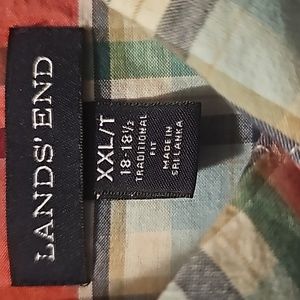 LANDS' END
XXL/T
18-18½
TRADITIONAL
FIT
MADE IN
SRI LANKA